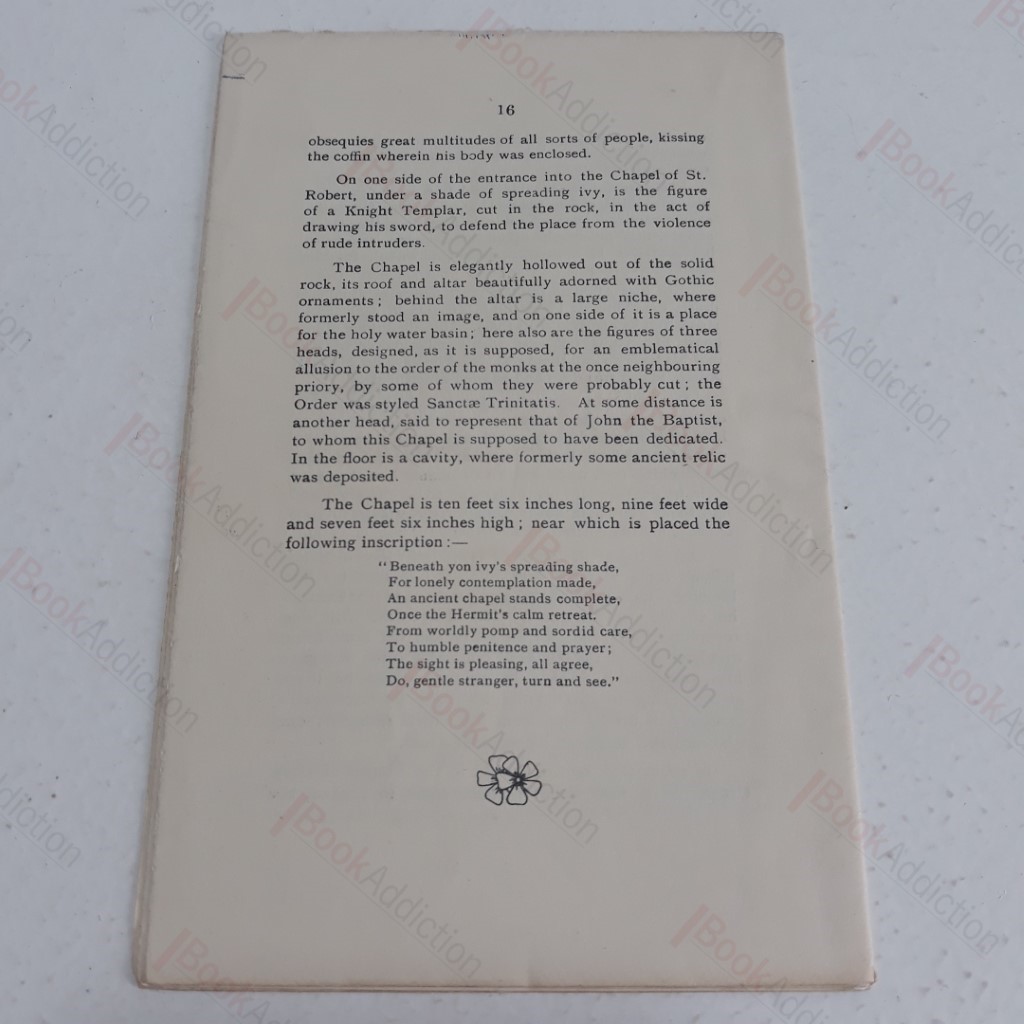 16
obsequies great multitudes of all sorts of people, kissing
the coffin wherein his body was enclosed.
On one side of the entrance into the Chapel of St.
Robert, under a shade of spreading ivy, is the figure
of a Knight Templar, cut in the rock, in the act of
drawing his sword, to defend the place from the violence
of rude intruders.
The Chapel is elegantly hollowed out of the solid
rock, its roof and altar beautifully adorned with Gothic
ornaments; behind the altar is a large niche, where
formerly stood an image, and on one side of it is a place
for the holy water basin; here also are the figures of three
heads, designed, as it is supposed, for an emblematical
allusion to the order of the monks at the once neighbouring
priory, by some of whom they were probably cut; the
Order was styled Sanctæ Trinitatis. At some distance is
another head, said to represent that of John the Baptist,
to whom this Chapel is supposed to have been dedicated.
In the floor is a cavity, where formerly some ancient relic
was deposited.
The Chapel is ten feet six inches long, nine feet wide
and seven feet six inches high; near which is placed the
following inscription:—
“Beneath yon ivy's spreading shade,
For lonely contemplation made,
An ancient chapel stands complete,
Once the Hermit's calm retreat.
From worldly pomp and sordid care,
To humble penitence and prayer;
The sight is pleasing, all agree,
Do, gentle stranger, turn and see.”
BookAddiction